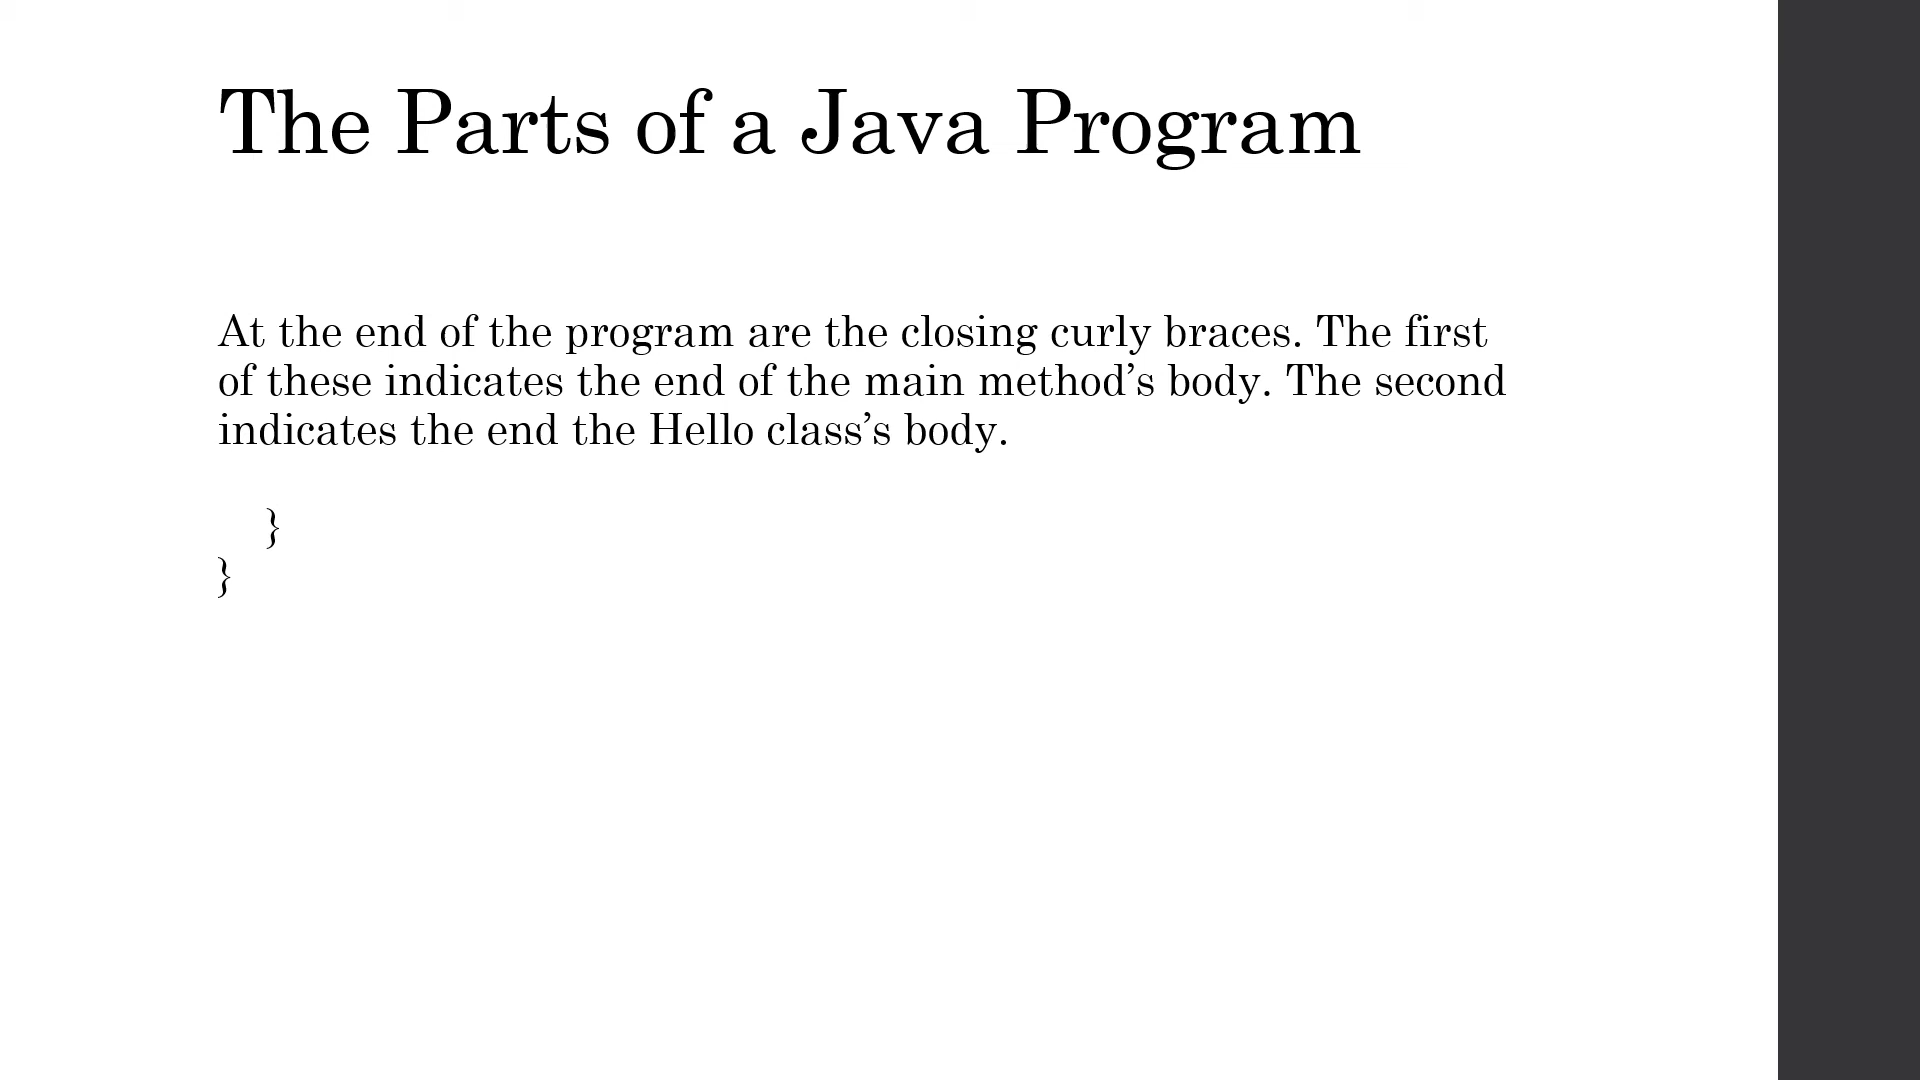 The Parts of a Java Program
At the end of the program are the closing curly braces. The first
of these indicates the end of the main method’s body. The second
indicates the end the Hello class’s body.
}
}